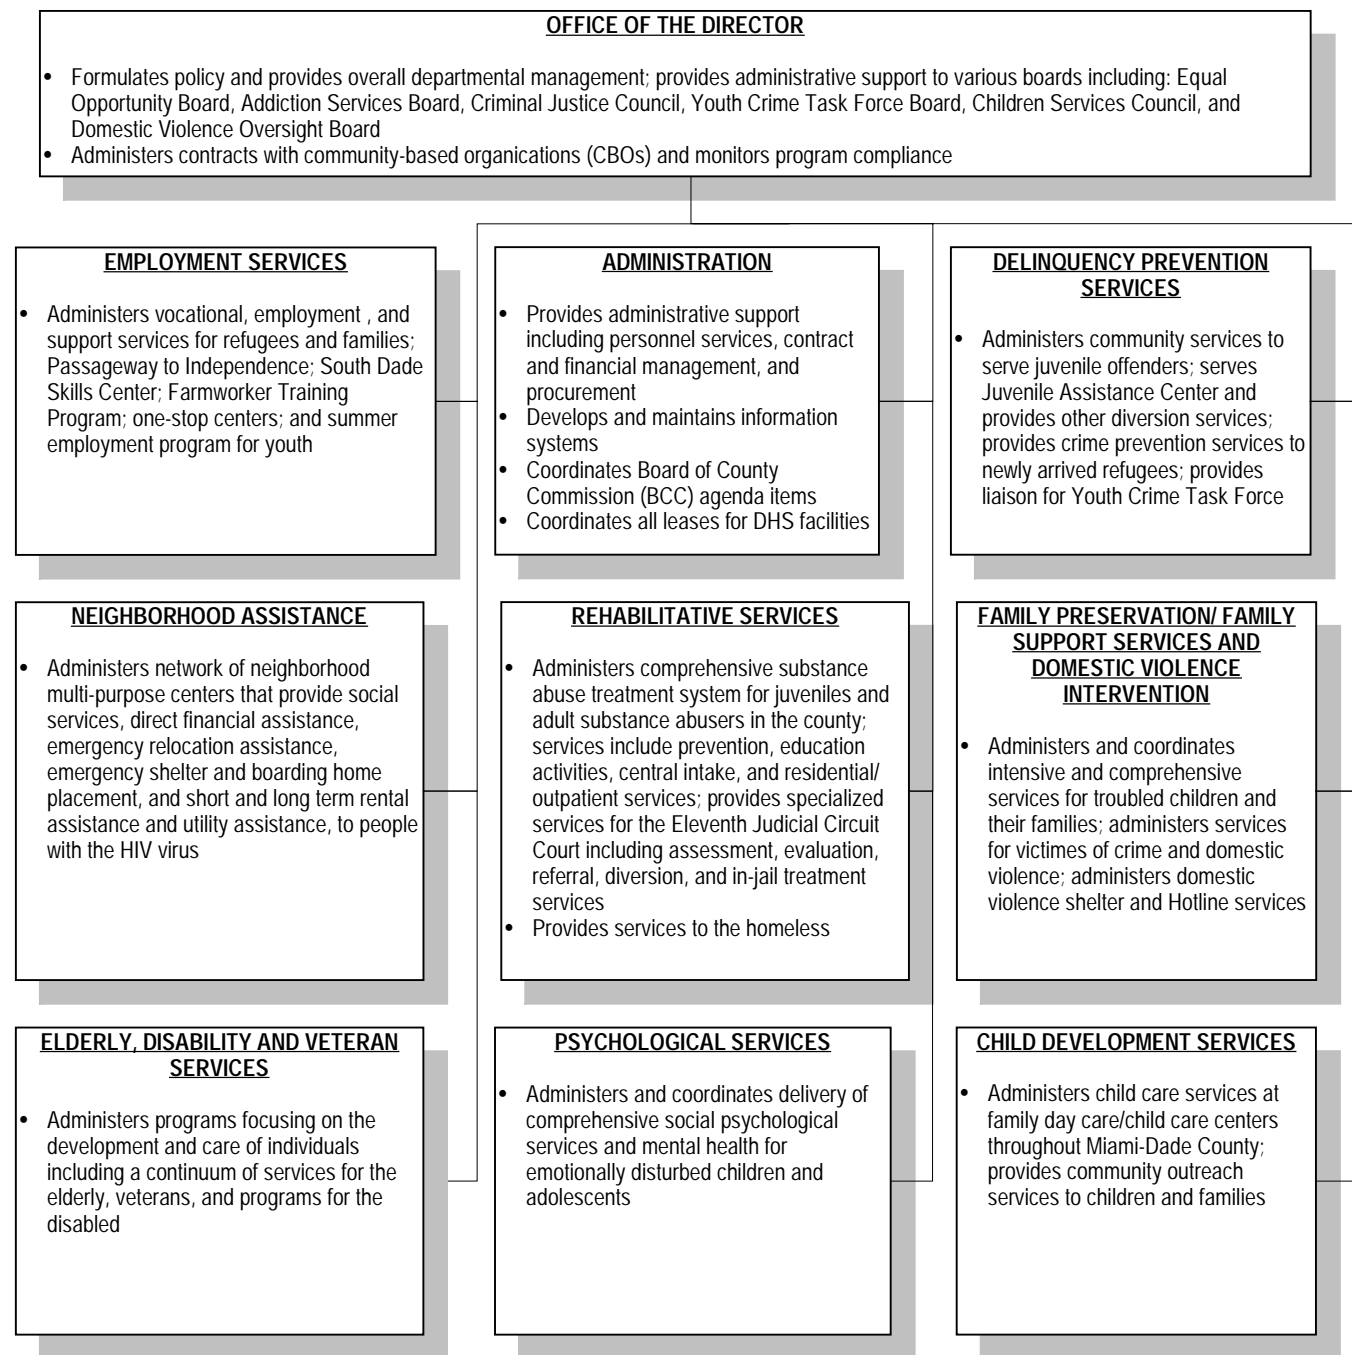 OFFICE OF THE DIRECTOR
• Formulates policy and provides overall departmental management; provides administrative support to various boards including: Equal
Opportunity Board, Addiction Services Board, Criminal Justice Council, Youth Crime Task Force Board, Children Services Council, and
Domestic Violence Oversight Board
• Administers contracts with community-based organications (CBOs) and monitors program compliance
EMPLOYMENT SERVICES
• Administers vocational, employment , and
support services for refugees and families;
Passageway to Independence; South Dade
Skills Center; Farmworker Training
Program; one-stop centers; and summer
employment program for youth
ADMINISTRATION
• Provides administrative support
including personnel services, contract
and financial management, and
procurement
• Develops and maintains information
systems
• Coordinates Board of County
Commission (BCC) agenda items
• Coordinates all leases for DHS facilities
DELINQUENCY PREVENTION
SERVICES
• Administers community services to
serve juvenile offenders; serves
Juvenile Assistance Center and
provides other diversion services;
provides crime prevention services to
newly arrived refugees; provides
liaison for Youth Crime Task Force
NEIGHBORHOOD ASSISTANCE
• Administers network of neighborhood
multi-purpose centers that provide social
services, direct financial assistance,
emergency relocation assistance,
emergency shelter and boarding home
placement, and short and long term rental
assistance and utility assistance, to people
with the HIV virus
REHABILITATIVE SERVICES
• Administers comprehensive substance
abuse treatment system for juveniles and
adult substance abusers in the county;
services include prevention, education
activities, central intake, and residential/
outpatient services; provides specialized
services for the Eleventh Judicial Circuit
Court including assessment, evaluation,
referral, diversion, and in-jail treatment
services
• Provides services to the homeless
FAMILY PRESERVATION/ FAMILY
SUPPORT SERVICES AND
DOMESTIC VIOLENCE
INTERVENTION
• Administers and coordinates
intensive and comprehensive
services for troubled children and
their families; administers services
for victimes of crime and domestic
violence; administers domestic
violence shelter and Hotline services
ELDERLY, DISABILITY AND VETERAN
SERVICES
• Administers programs focusing on the
development and care of individuals
including a continuum of services for the
elderly, veterans, and programs for the
disabled
PSYCHOLOGICAL SERVICES
• Administers and coordinates delivery of
comprehensive social psychological
services and mental health for
emotionally disturbed children and
adolescents
CHILD DEVELOPMENT SERVICES
• Administers child care services at
family day care/child care centers
throughout Miami-Dade County;
provides community outreach
services to children and families